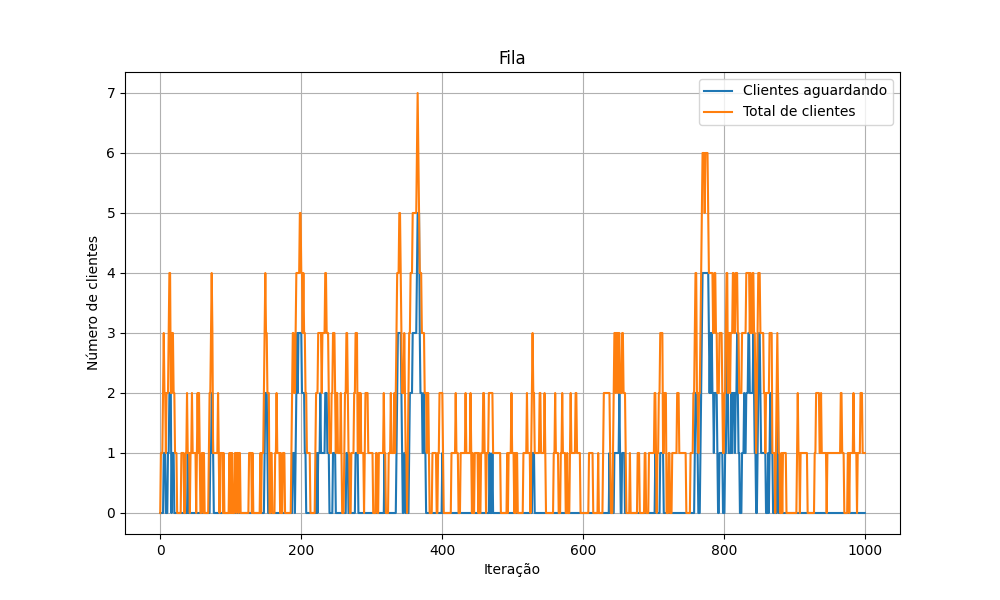 Fila
Clientes aguardando
Total de clientes
Número de clientes
7
6
5
4
3
2
1
0
0 200 400 600 800 1000
Iteração